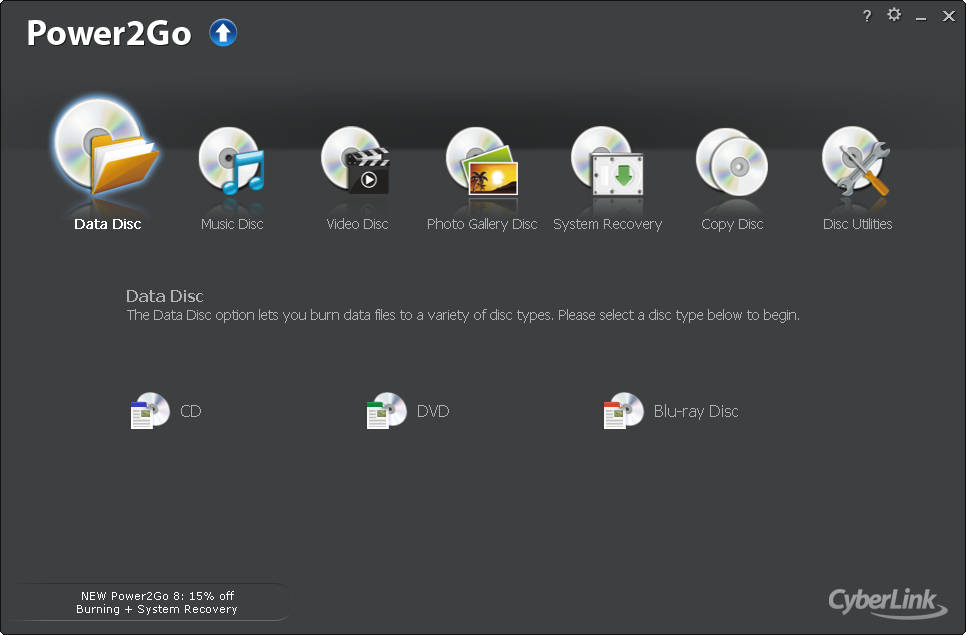 Power2Go
?
Data Disc
Music Disc
Video Disc
Photo Gallery Disc
System Recovery
Copy Disc
Disc Utilities
Data Disc
The Data Disc option lets you burn data files to a variety of disc types. Please select a disc type below to begin.
CD
DVD
Blu-ray Disc
NEW Power2Go 8: 15% off
Burning + System Recovery
CyberLink